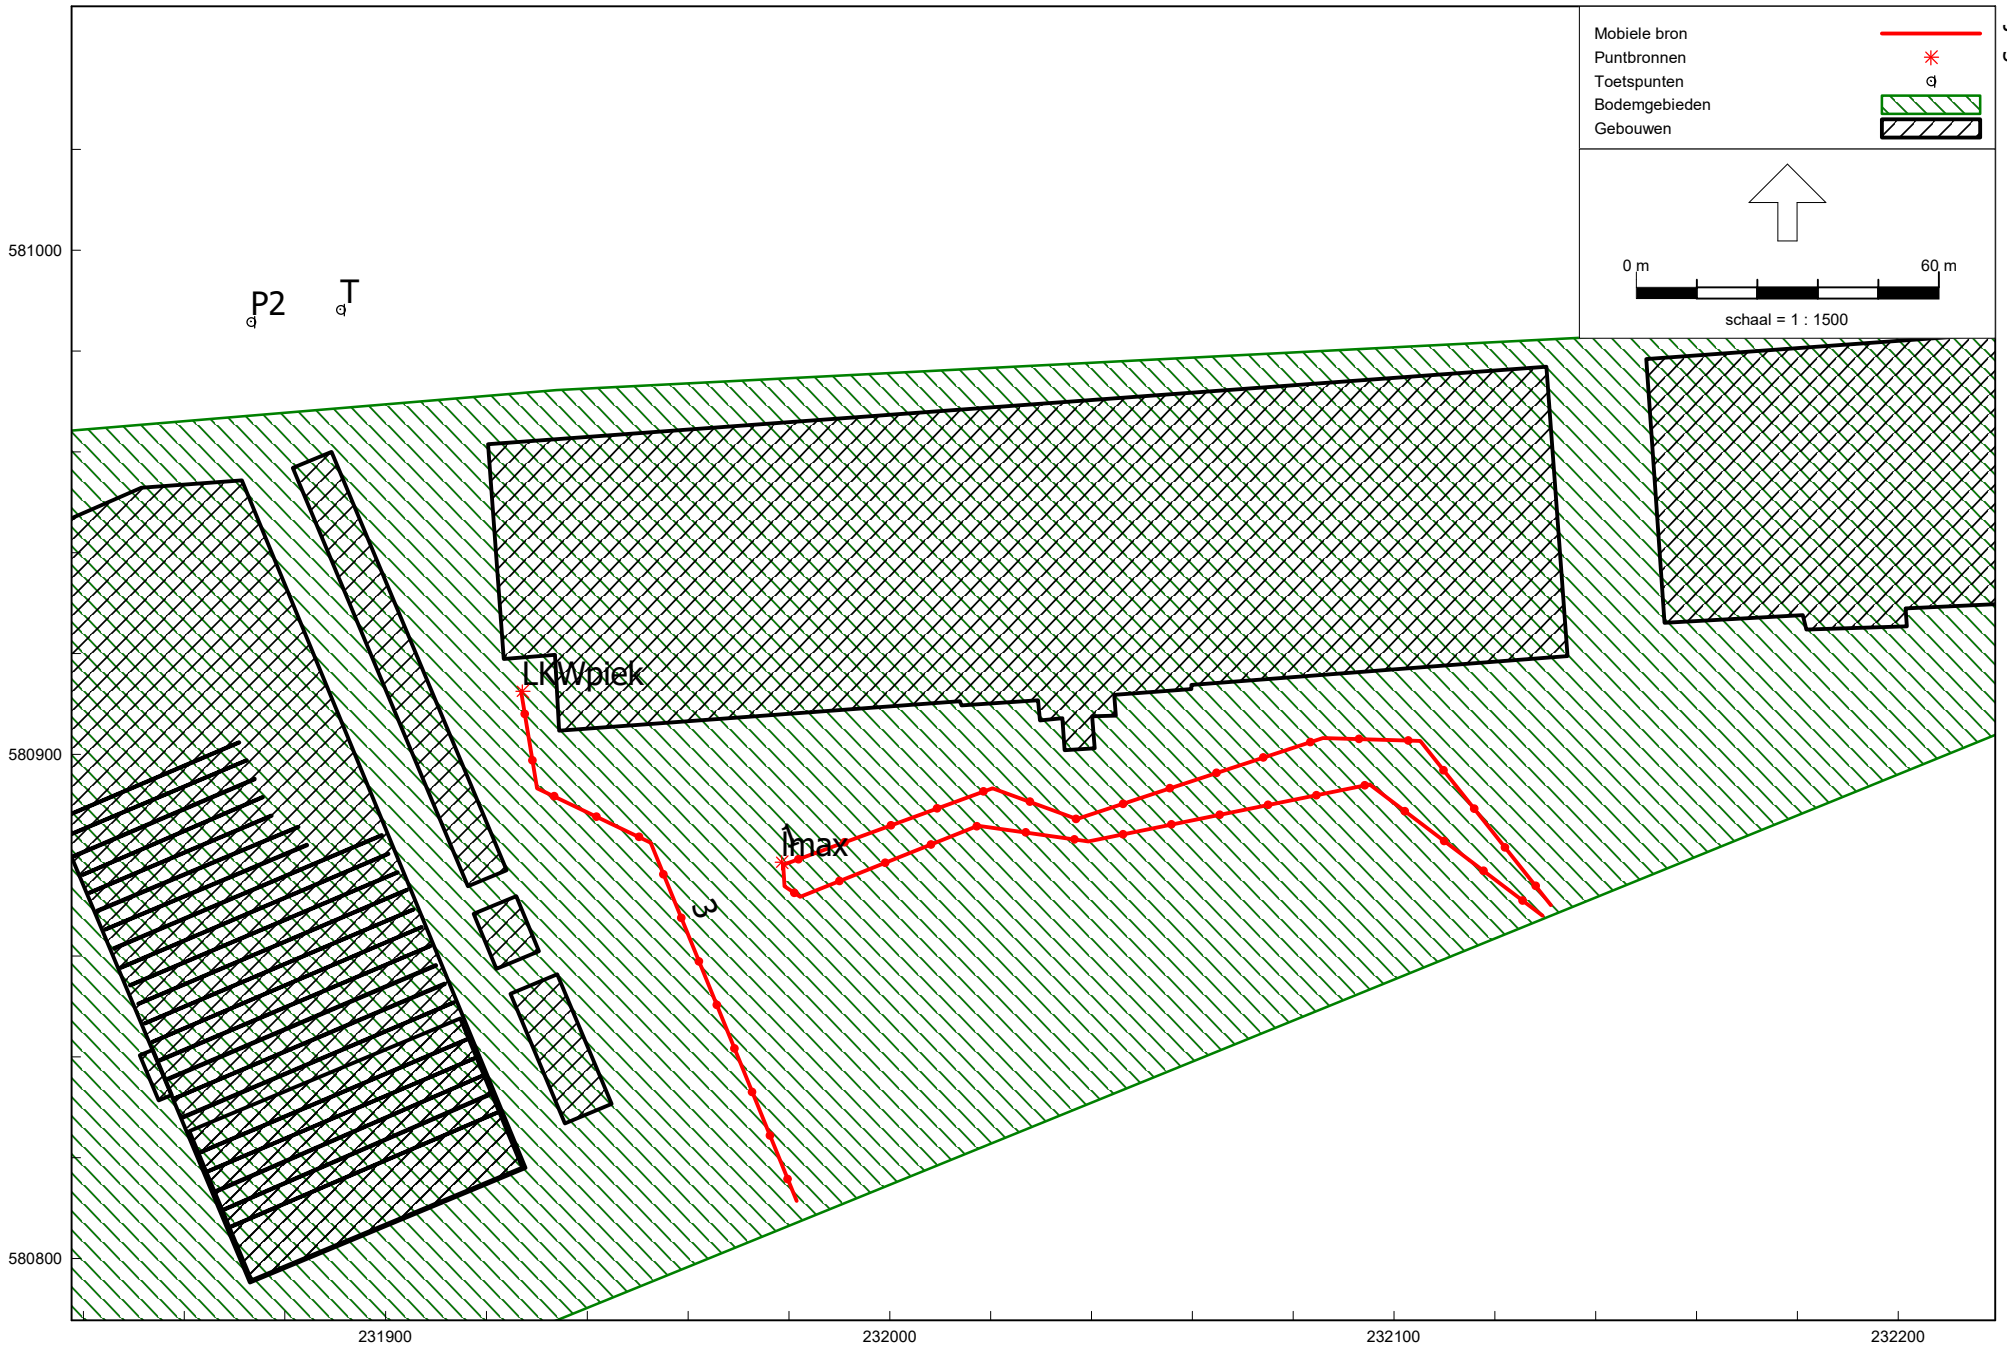 Mobiele bron
Puntbronnen
Toetspunten
Bodemgebieden
Gebouwen
0 m 60 m
schaal = 1 : 1500
581000
P2
T
LKWpiek
580900
1
lmax
3
580800
231900 232000 232100 232200